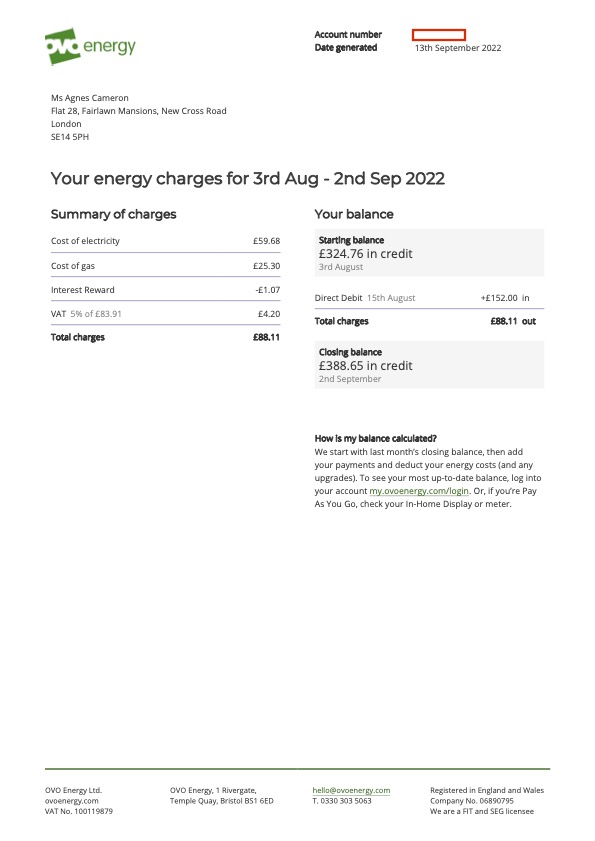 OVO energy
Account number
Date generated 13th September 2022
Ms Agnes Cameron
Flat 28, Fairlawn Mansions, New Cross Road
London
SE14 5PH
Your energy charges for 3rd Aug - 2nd Sep 2022
Summary of charges
Cost of electricity £59.68
Cost of gas £25.30
Interest Reward -£1.07
VAT 5% of £83.91 £4.20
Total charges £88.11
Your balance
Starting balance
£324.76 in credit
3rd August
Direct Debit 15th August +£152.00 in
Total charges £88.11 out
Closing balance
£388.65 in credit
2nd September
How is my balance calculated?
We start with last month's closing balance, then add
your payments and deduct your energy costs (and any
upgrades). To see your most up-to-date balance, log into
your account my.ovoenergy.com/login. Or, if you're Pay
As You Go, check your In-Home Display or meter.
OVO Energy Ltd.
ovoenergy.com
VAT No. 100119879
OVO Energy, 1 Rivergate,
Temple Quay, Bristol BS1 6ED
hello@ovoenergy.com
T. 0330 303 5063
Registered in England and Wales
Company No. 06890795
We are a FIT and SEG licensee